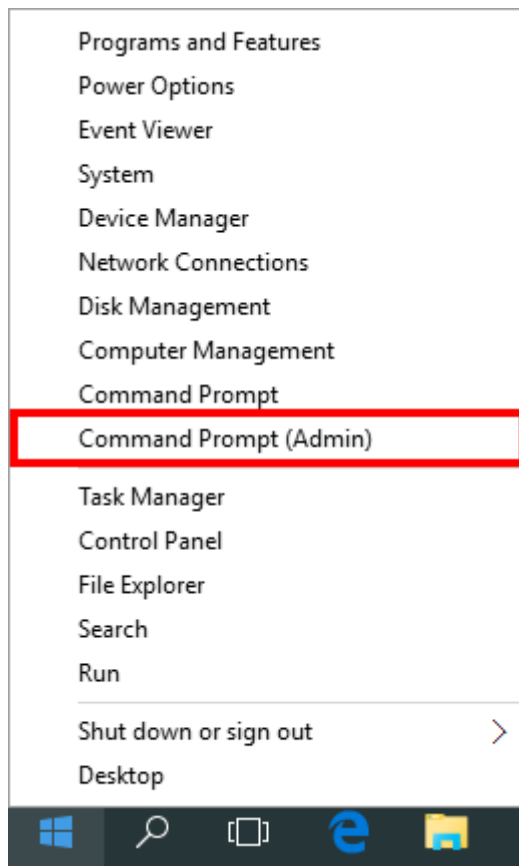 Programs and Features
Power Options
Event Viewer
System
Device Manager
Network Connections
Disk Management
Computer Management
Command Prompt
Command Prompt (Admin)
Task Manager
Control Panel
File Explorer
Search
Run
Shut down or sign out
Desktop